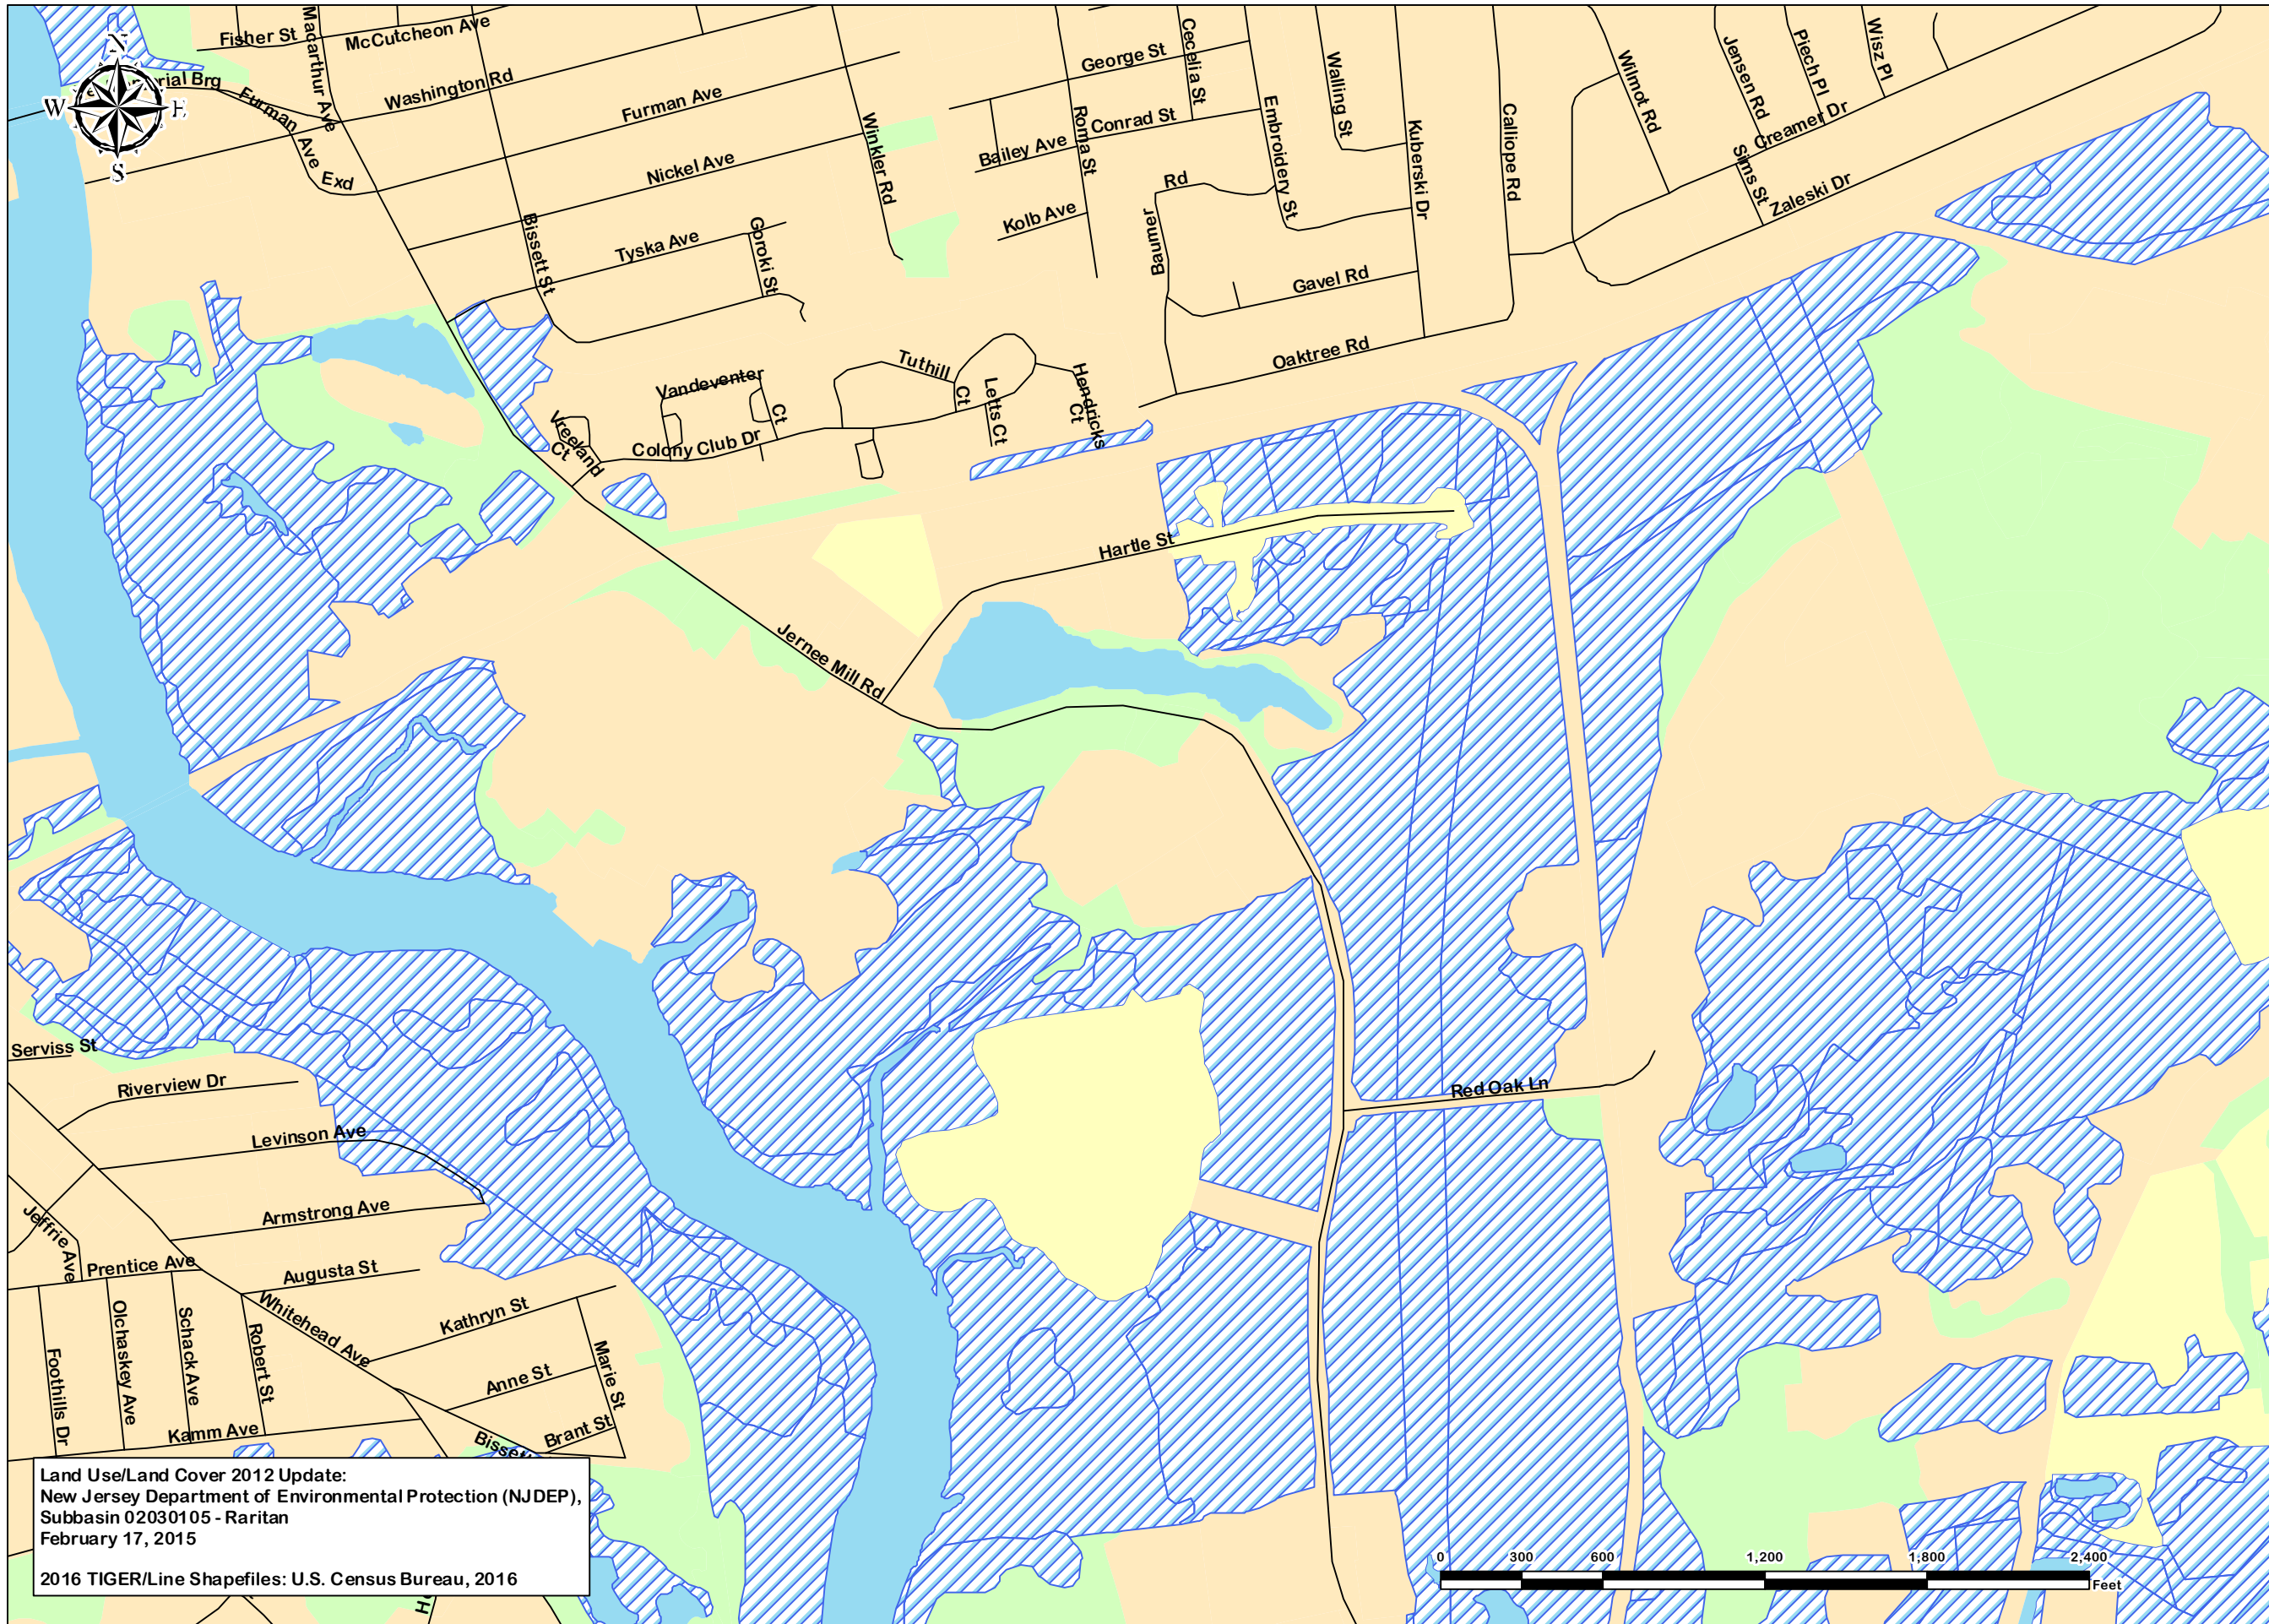 Fisher St
Macarthur Ave
McCutcheon Ave
N
W
E
S
rial Brg
Furman Ave Exd
Washington Rd
Furman Ave
Nickel Ave
Winkler Rd
Bissett St
Tyska Ave
Goroki St
George St
Cecelia St
Roma St
Conrad St
Bailey Ave
Kolb Ave
Baumer Rd
Embroidery St
Walling St
Kuberski Dr
Calliope Rd
Wilmot Rd
Jensen Rd
Piech Pl
Wisz Pl
Creamer Dr
Sims St
Zaleski Dr
Gavel Rd
Oaktree Rd
Tuthill Ct
Vandeventer Ct
Letts Ct
Hendricks Ct
Vreeland Ct
Colony Club Dr
Hartle St
Jernee Mill Rd
Red Oak Ln
Serviss St
Riverview Dr
Levinson Ave
Armstrong Ave
Jeffrie Ave
Prentice Ave
Augusta St
Whitehead Ave
Kathryn St
Olchaskey Ave
Schack Ave
Robert St
Foothills Dr
Anne St
Marie St
Kamm Ave
Brant St
Bissett
Land Use/Land Cover 2012 Update:
New Jersey Department of Environmental Protection (NJDEP),
Subbasin 02030105 - Raritan
February 17, 2015
2016 TIGER/Line Shapefiles: U.S. Census Bureau, 2016
H
0 300 600 1,200 1,800 2,400
Feet